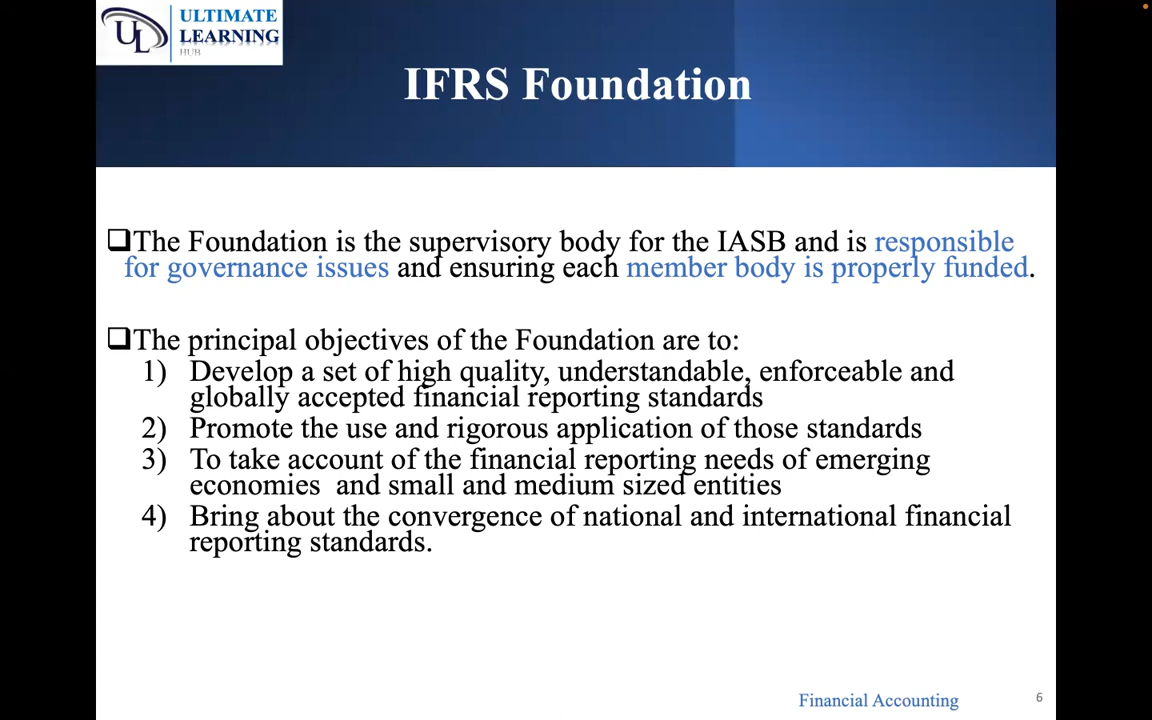 UL
ULTIMATE
LEARNING
HUB
IFRS Foundation
❑The Foundation is the supervisory body for the IASB and is responsible
for governance issues and ensuring each member body is properly funded.
❑The principal objectives of the Foundation are to:
1) Develop a set of high quality, understandable, enforceable and
globally accepted financial reporting standards
2) Promote the use and rigorous application of those standards
3) To take account of the financial reporting needs of emerging
economies  and small and medium sized entities
4) Bring about the convergence of national and international financial
reporting standards.
Financial Accounting
6